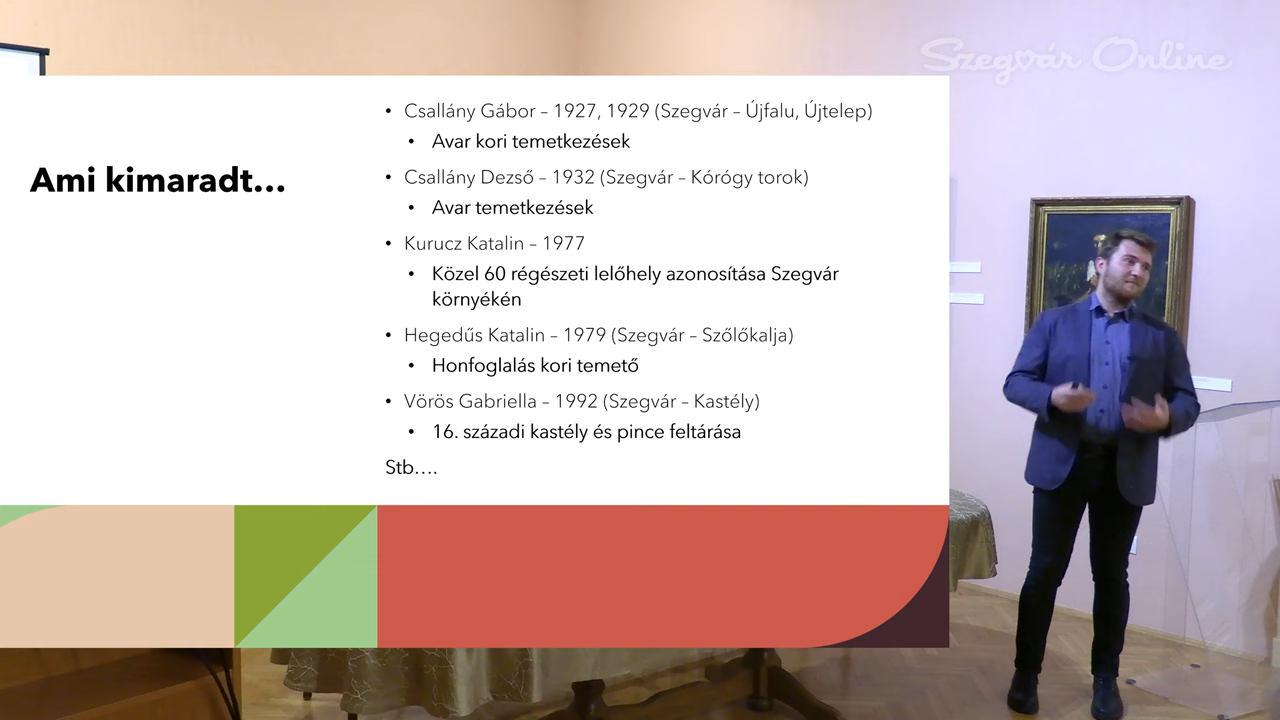 Szegvár Online
Ami kimaradt...
• Csallány Gábor – 1927, 1929 (Szegvár – Újfalu, Újtelep)
• Avar kori temetkezések
• Csallány Dezső – 1932 (Szegvár – Kórógy torok)
• Avar temetkezések
• Kurucz Katalin – 1977
• Közel 60 régészeti lelőhely azonosítása Szegvár
környékén
• Hegedűs Katalin – 1979 (Szegvár – Szőlőkalja)
• Honfoglalás kori temető
• Vörös Gabriella – 1992 (Szegvár – Kastély)
• 16. századi kastély és pince feltárása
Stb....